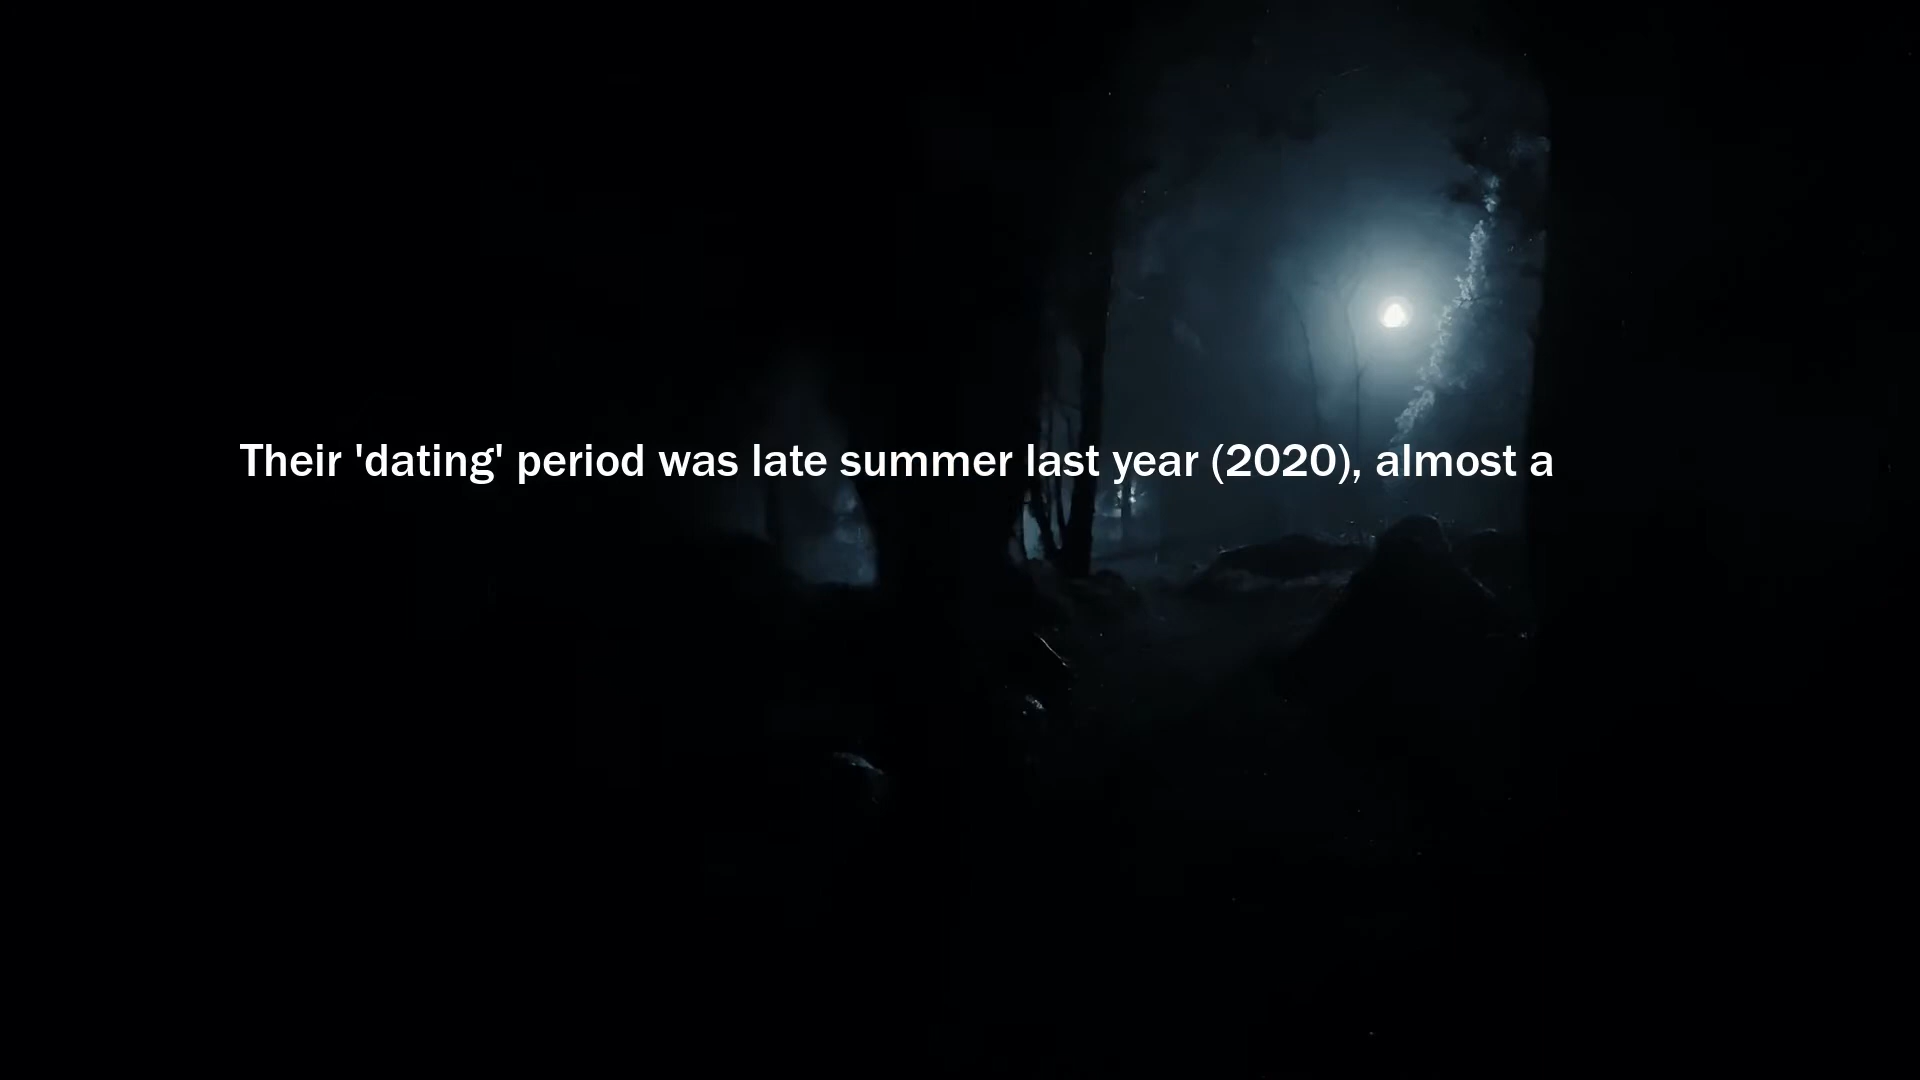 Their 'dating' period was late summer last year (2020), almost a